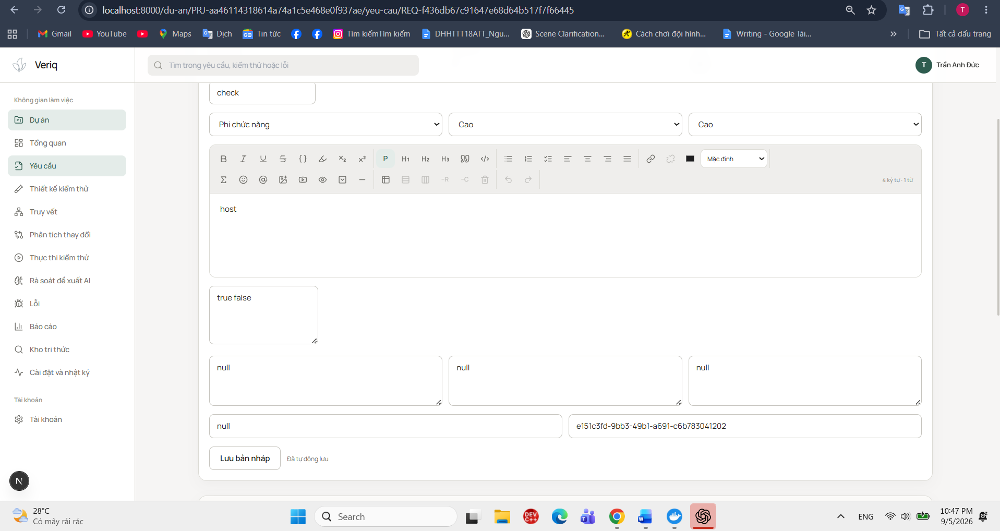 localhost:8000/du-an/PRJ-aa46114318614a74a1c5e468e0f937ae/yeu-cau/REQ-f436db67c91647e68d64b517f7f66445
T
Gmail
YouTube
Maps
Dịch
Tin tức
Tìm kiếmTìm kiếm
DHHTTT18ATT_Ngu...
Scene Clarification...
Cách chơi đội hình...
Writing - Google Tài...
Tất cả dấu trang
Veriq
Tìm trong yêu cầu, kiểm thử hoặc lỗi
T
Trần Anh Đức
Không gian làm việc
Dự án
Tổng quan
Yêu cầu
Thiết kế kiểm thử
Truy vết
Phân tích thay đổi
Thực thi kiểm thử
Rà soát đề xuất AI
Lỗi
Báo cáo
Kho tri thức
Cài đặt và nhật ký
Tài khoản
Tài khoản
N
check
Phi chức năng
Cao
Cao
B I U S {} x₂ x² P H1 H2 H3 </>
Mặc định
Σ @ -R -C
4 ký tự · 1 từ
host
true false
null
null
null
null
e151c3fd-9bb3-49b1-a691-c6b783041202
Lưu bản nháp
Đã tự động lưu
28°C
Có mây rải rác
Search
DEV C++
T
W
ENG
10:47 PM
9/5/2026